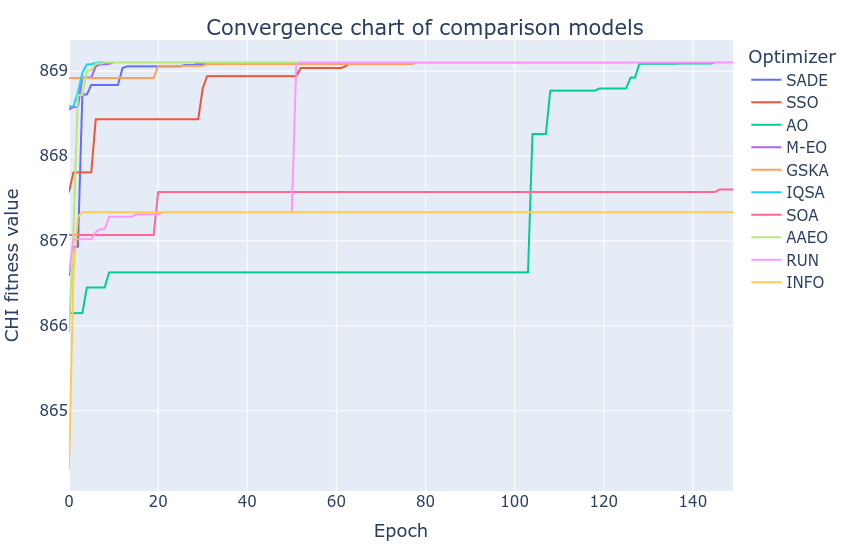 Convergence chart of comparison models
CHI fitness value
869
868
867
866
865
0
20
40
60
80
100
120
140
Epoch
Optimizer
SADE
SSO
AO
M-EO
GSKA
IQSA
SOA
AAEO
RUN
INFO